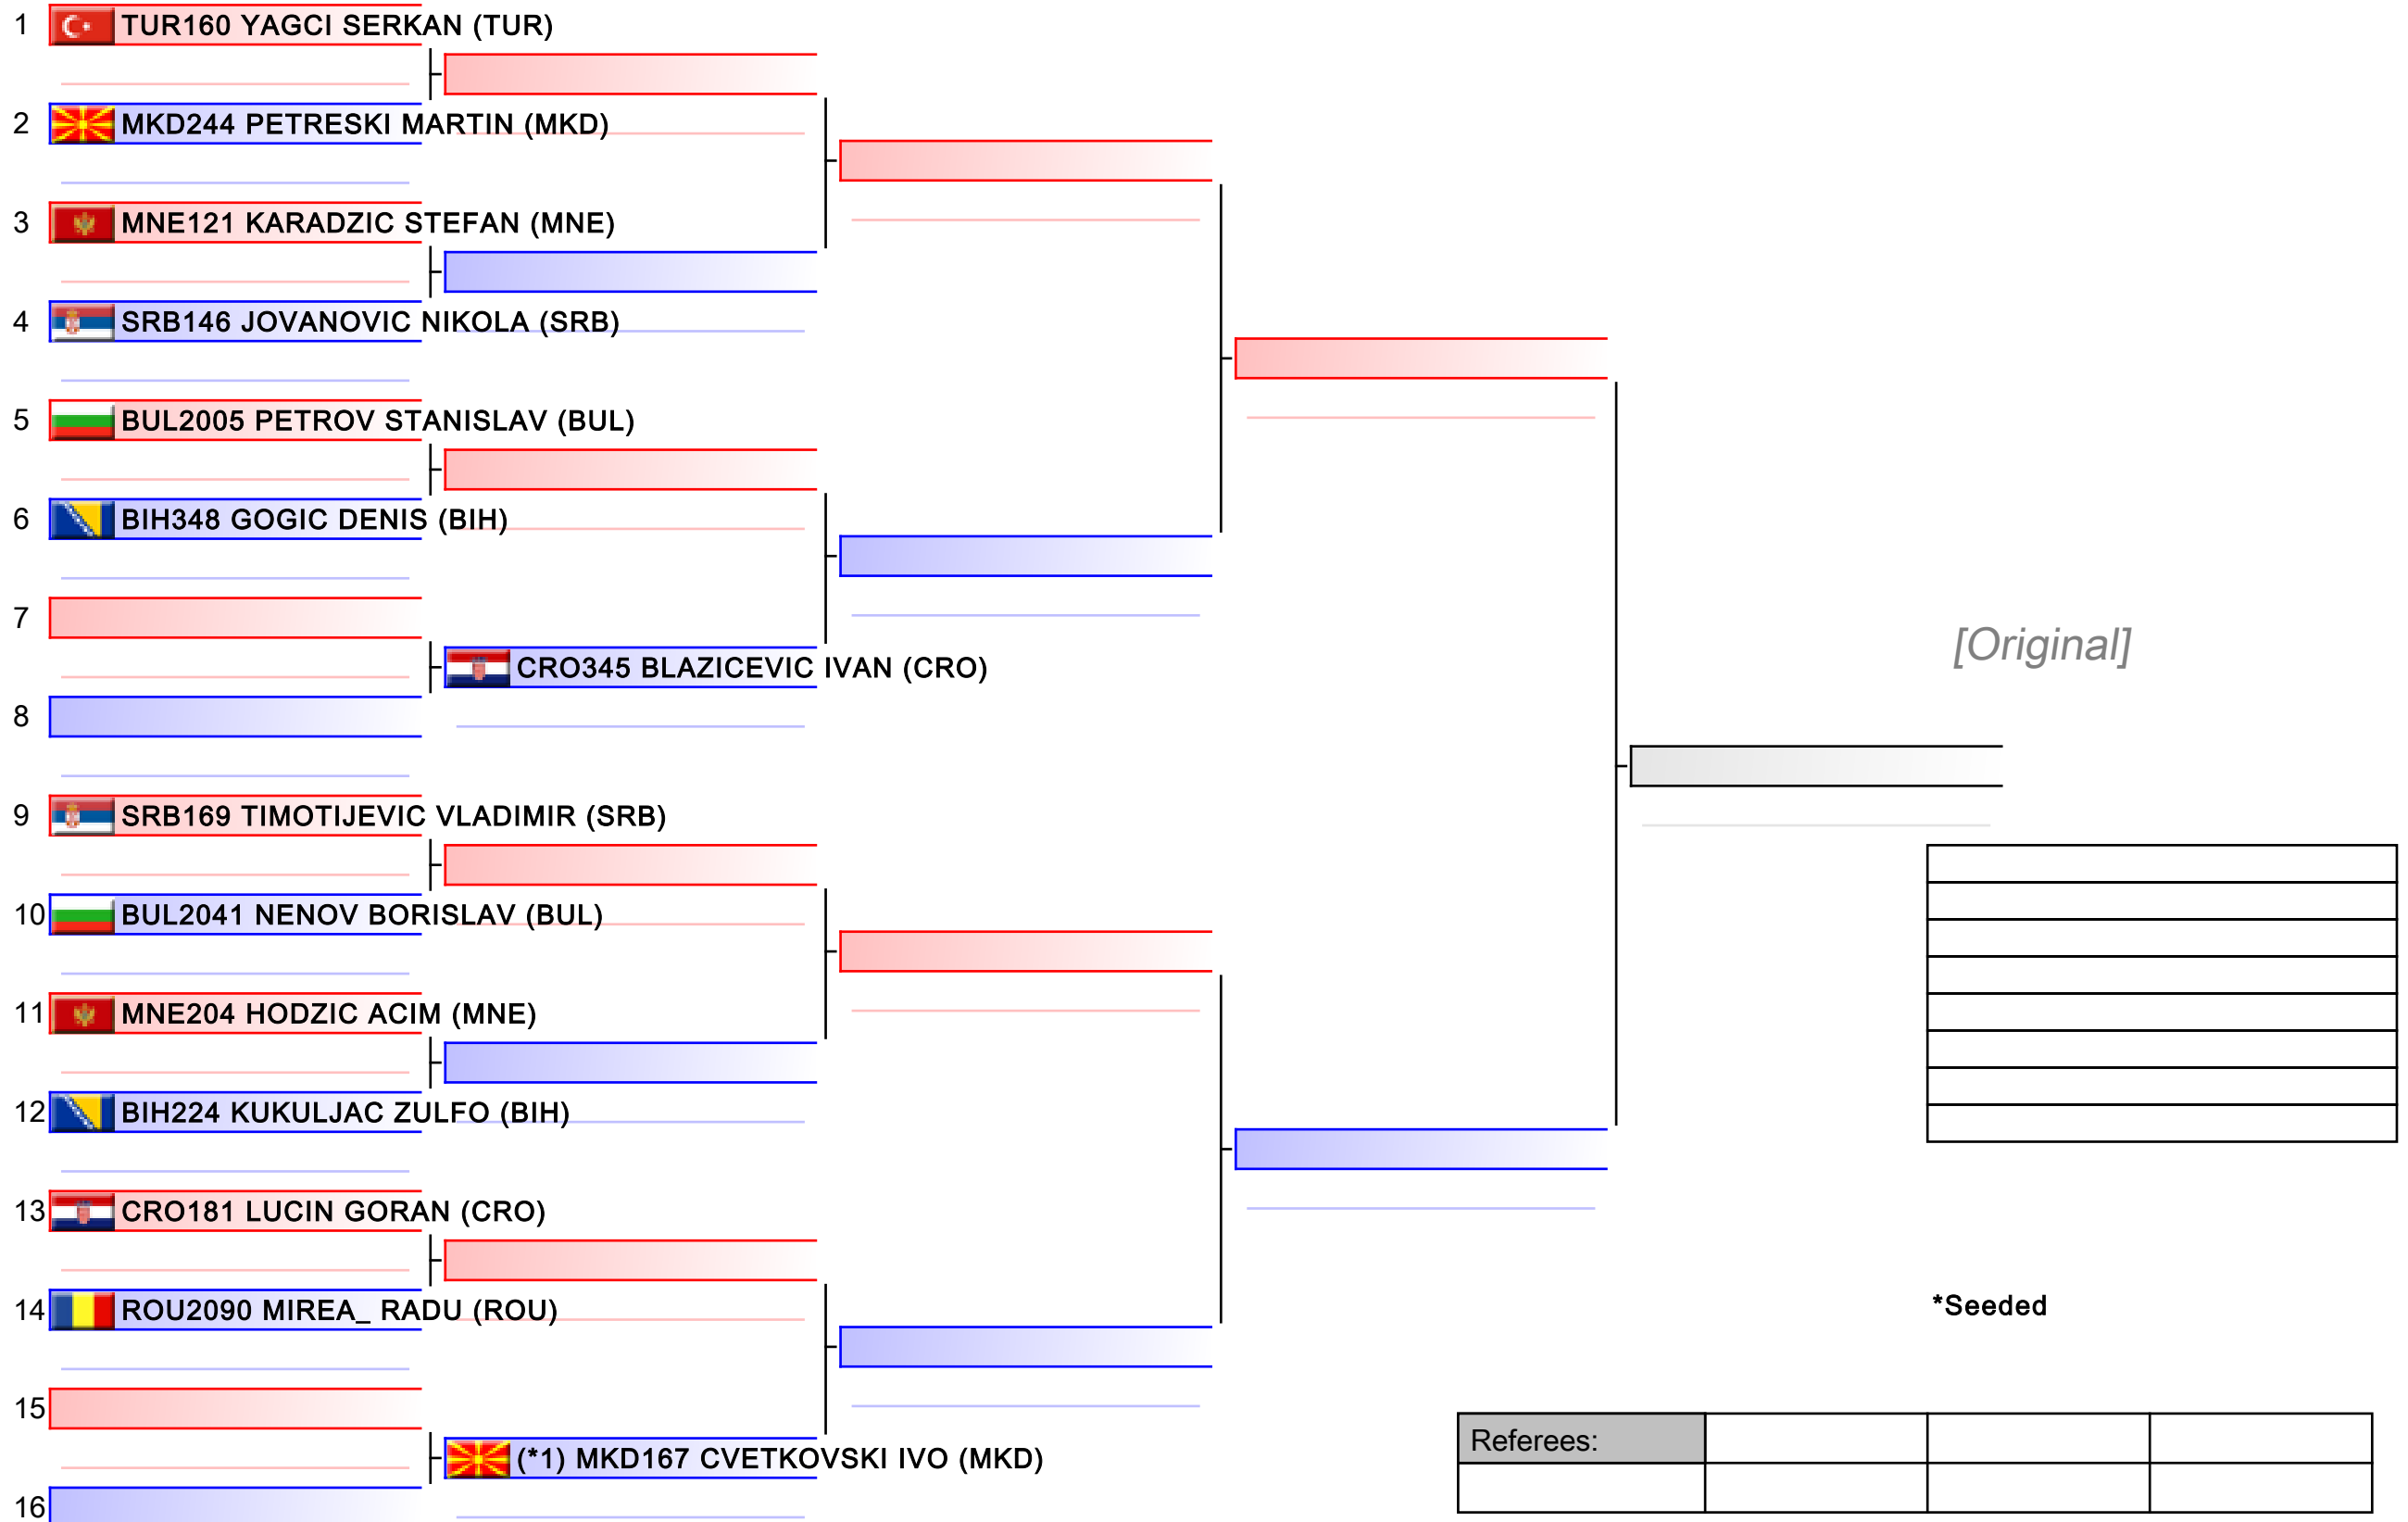 1 TUR160 YAGCI SERKAN (TUR)
2 MKD244 PETRESKI MARTIN (MKD)
3 MNE121 KARADZIC STEFAN (MNE)
4 SRB146 JOVANOVIC NIKOLA (SRB)
5 BUL2005 PETROV STANISLAV (BUL)
6 BIH348 GOGIC DENIS (BIH)
7
[Original]
CRO345 BLAZICEVIC IVAN (CRO)
8
9 SRB169 TIMOTIJEVIC VLADIMIR (SRB)
10 BUL2041 NENOV BORISLAV (BUL)
11 MNE204 HODZIC ACIM (MNE)
12 BIH224 KUKULJAC ZULFO (BIH)
13 CRO181 LUCIN GORAN (CRO)
14 ROU2090 MIREA_ RADU (ROU)
*Seeded
15
(*1) MKD167 CVETKOVSKI IVO (MKD)
Referees:
16